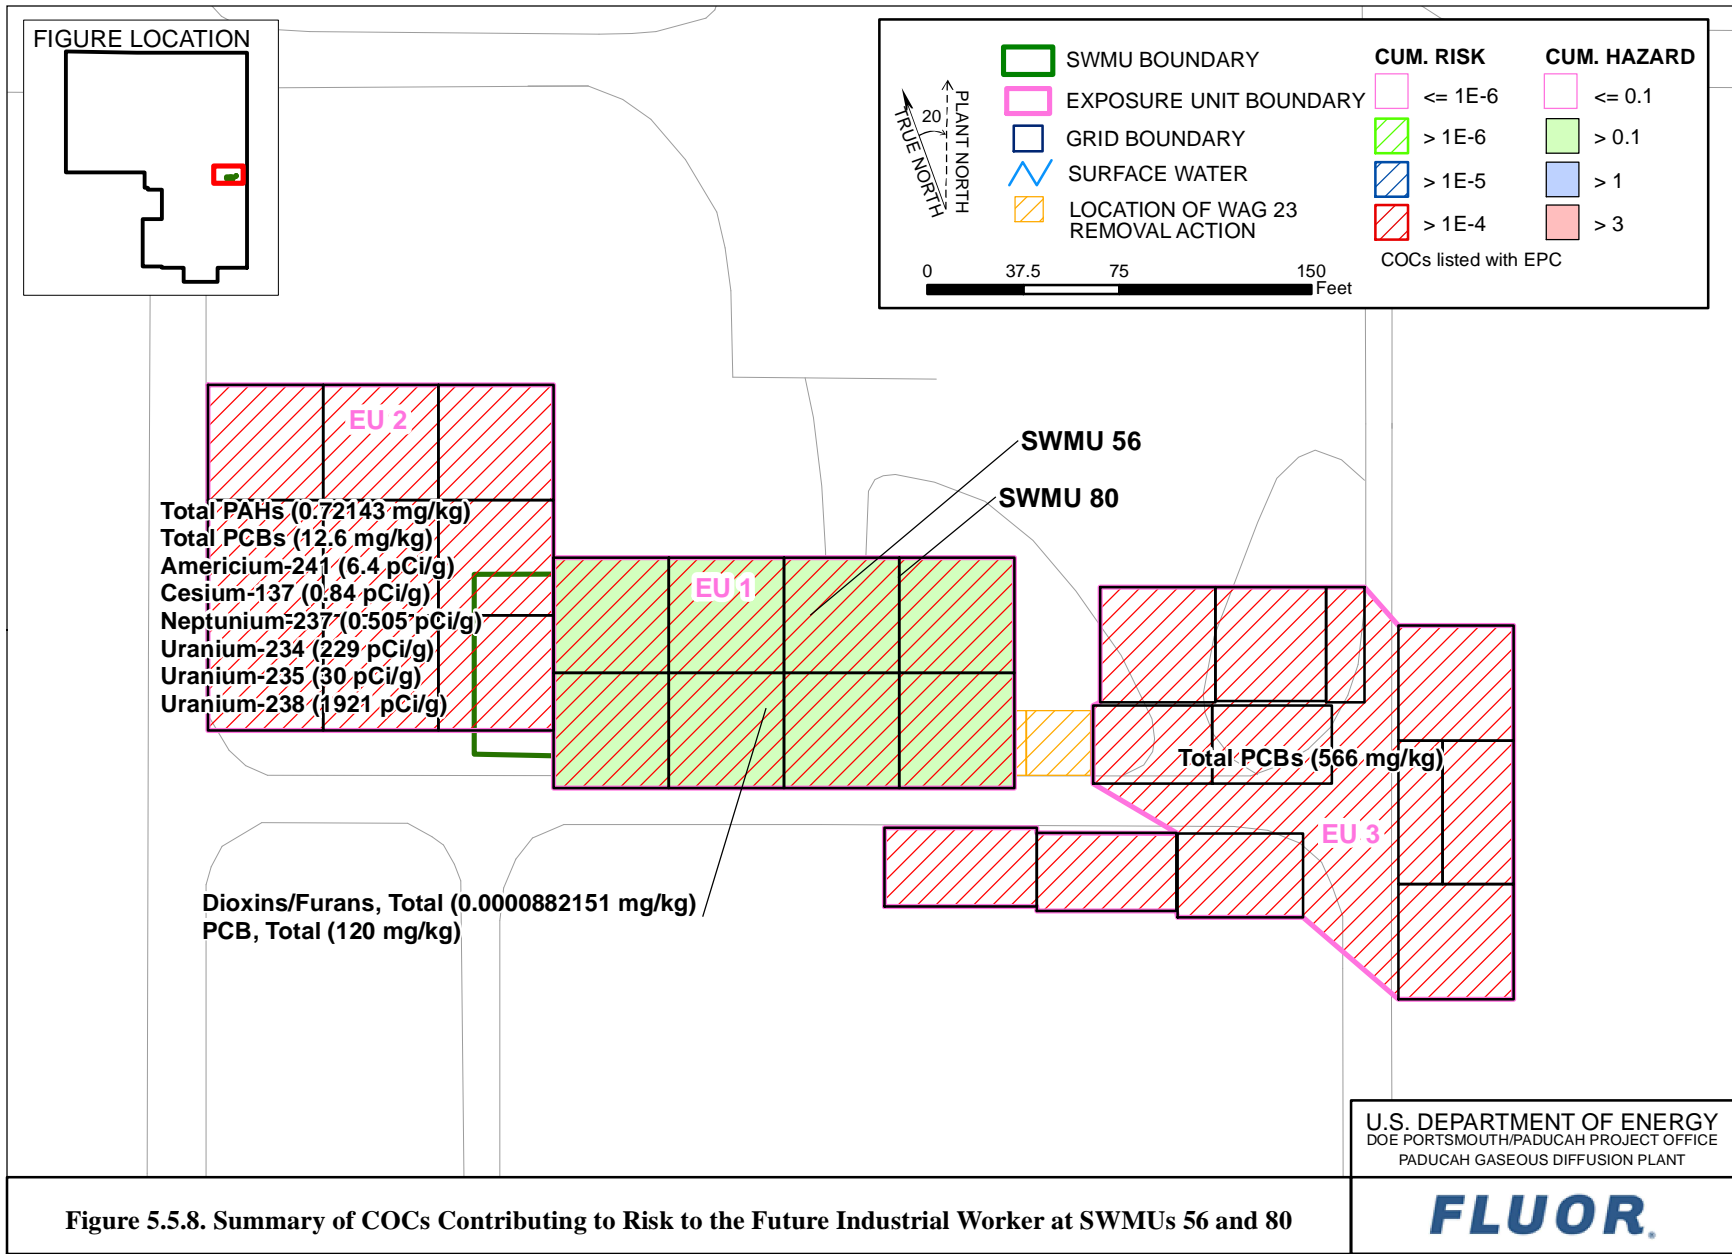 FIGURE LOCATION
SWMU BOUNDARY
EXPOSURE UNIT BOUNDARY
GRID BOUNDARY
SURFACE WATER
LOCATION OF WAG 23
REMOVAL ACTION
TRUE NORTH
20
PLANT NORTH
CUM. RISK
<= 1E-6
> 1E-6
> 1E-5
> 1E-4
CUM. HAZARD
<= 0.1
> 0.1
> 1
> 3
COCs listed with EPC
0 37.5 75 150
Feet
EU 2
SWMU 56
SWMU 80
Total PAHs (0.72143 mg/kg)
Total PCBs (12.6 mg/kg)
Americium-241 (6.4 pCi/g)
Cesium-137 (0.84 pCi/g)
Neptunium-237 (0.505 pCi/g)
Uranium-234 (229 pCi/g)
Uranium-235 (30 pCi/g)
Uranium-238 (1921 pCi/g)
EU 1
Total PCBs (566 mg/kg)
EU 3
Dioxins/Furans, Total (0.0000882151 mg/kg)
PCB, Total (120 mg/kg)
U.S. DEPARTMENT OF ENERGY
DOE PORTSMOUTH/PADUCAH PROJECT OFFICE
PADUCAH GASEOUS DIFFUSION PLANT
Figure 5.5.8. Summary of COCs Contributing to Risk to the Future Industrial Worker at SWMUs 56 and 80
FLUOR®